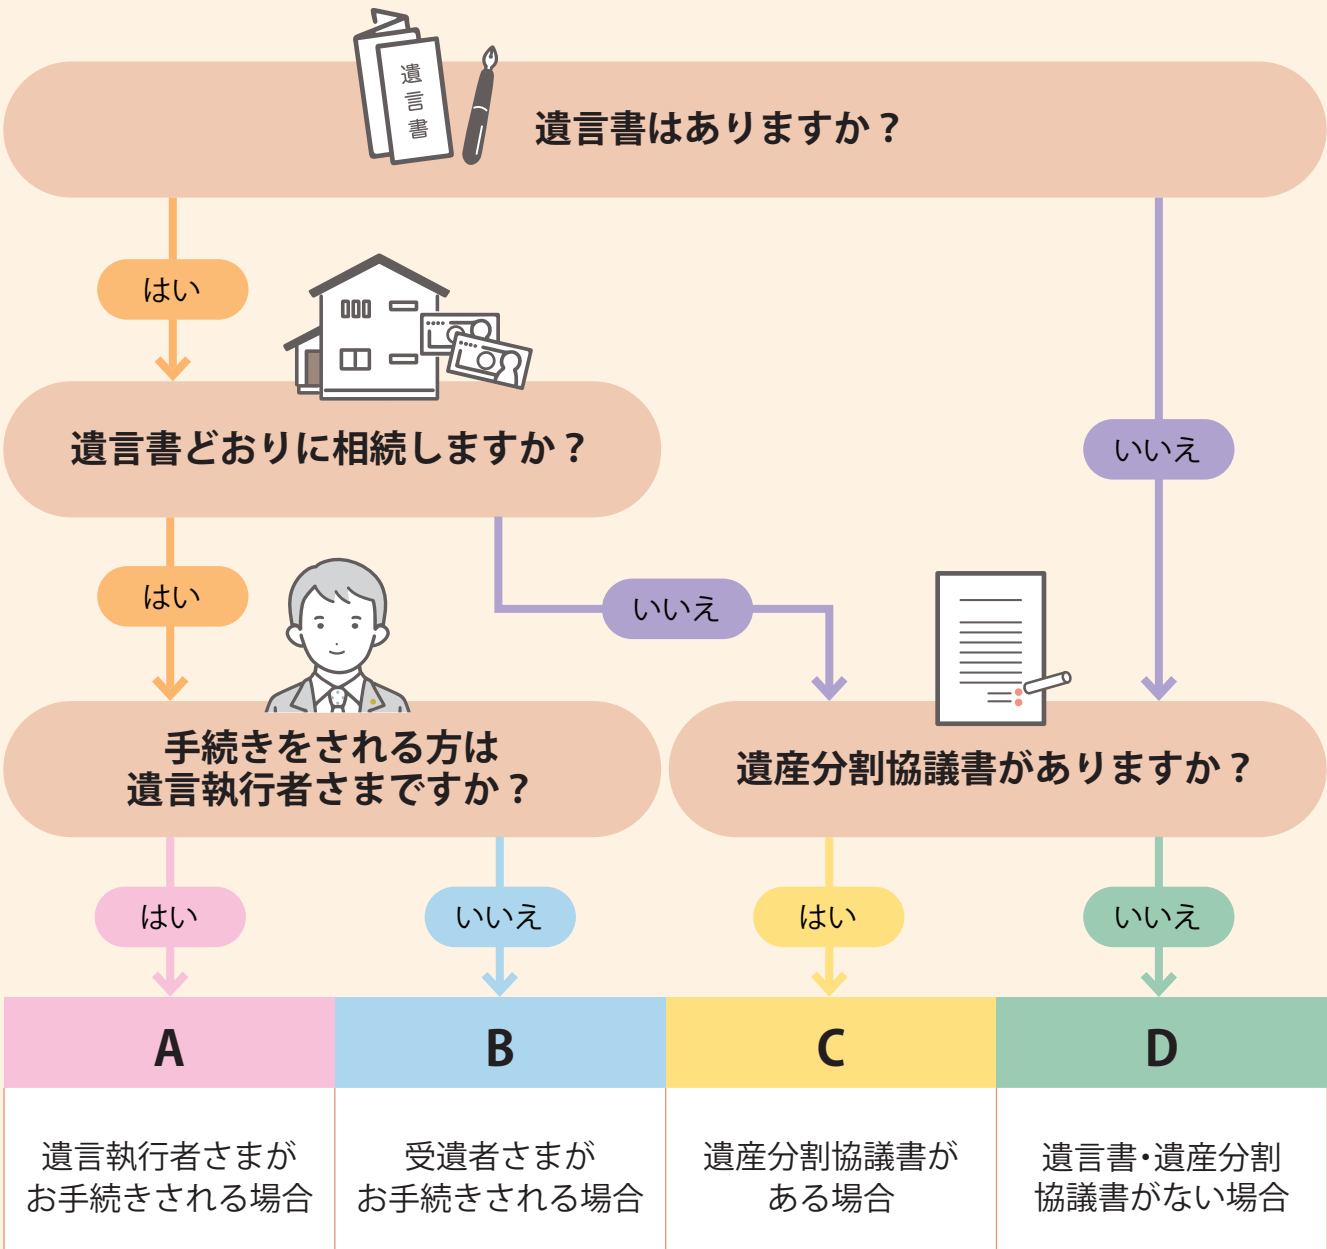 遺言書
遺言書はありますか？
はい
遺言書どおりに相続しますか？
いいえ
はい
いいえ
手続きをされる方は
遺言執行者さまですか？
遺産分割協議書がありますか？
はい
いいえ
はい
いいえ
A
B
C
D
遺言執行者さまが
お手続きされる場合
受遺者さまが
お手続きされる場合
遺産分割協議書が
ある場合
遺言書・遺産分割
協議書がない場合